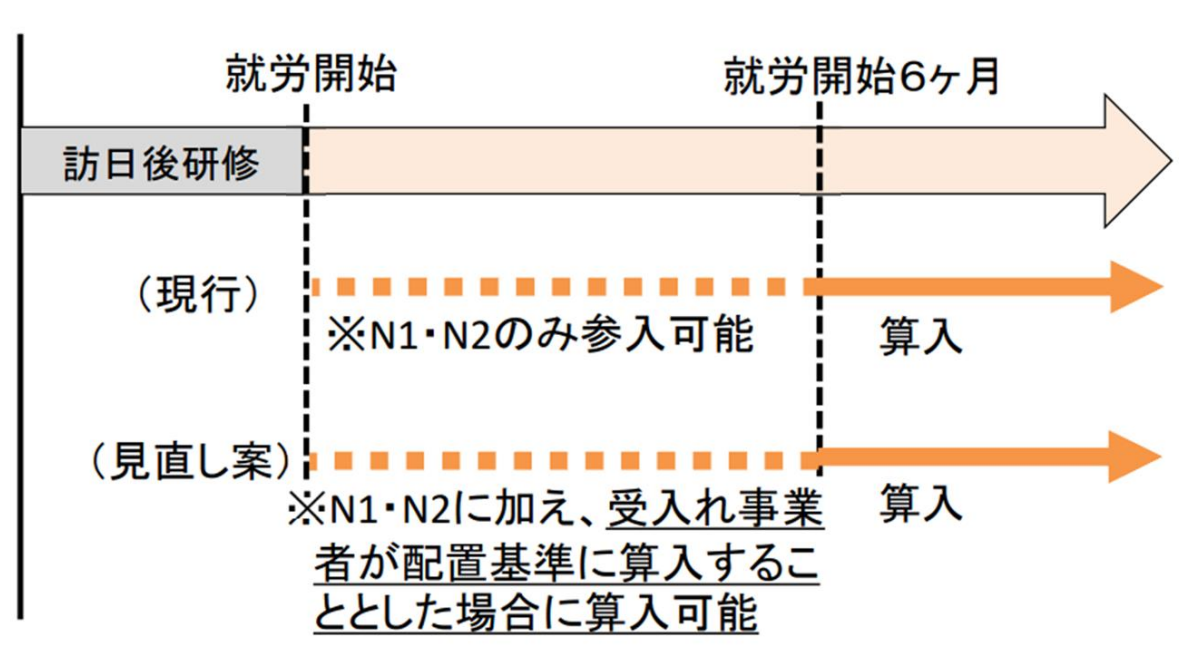 就労開始
就労開始6ヶ月
訪日後研修
（現行）
※N1・N2のみ参入可能
算入
（見直し案）
※N1・N2に加え、受入れ事業
者が配置基準に算入するこ
ととした場合に算入可能
算入